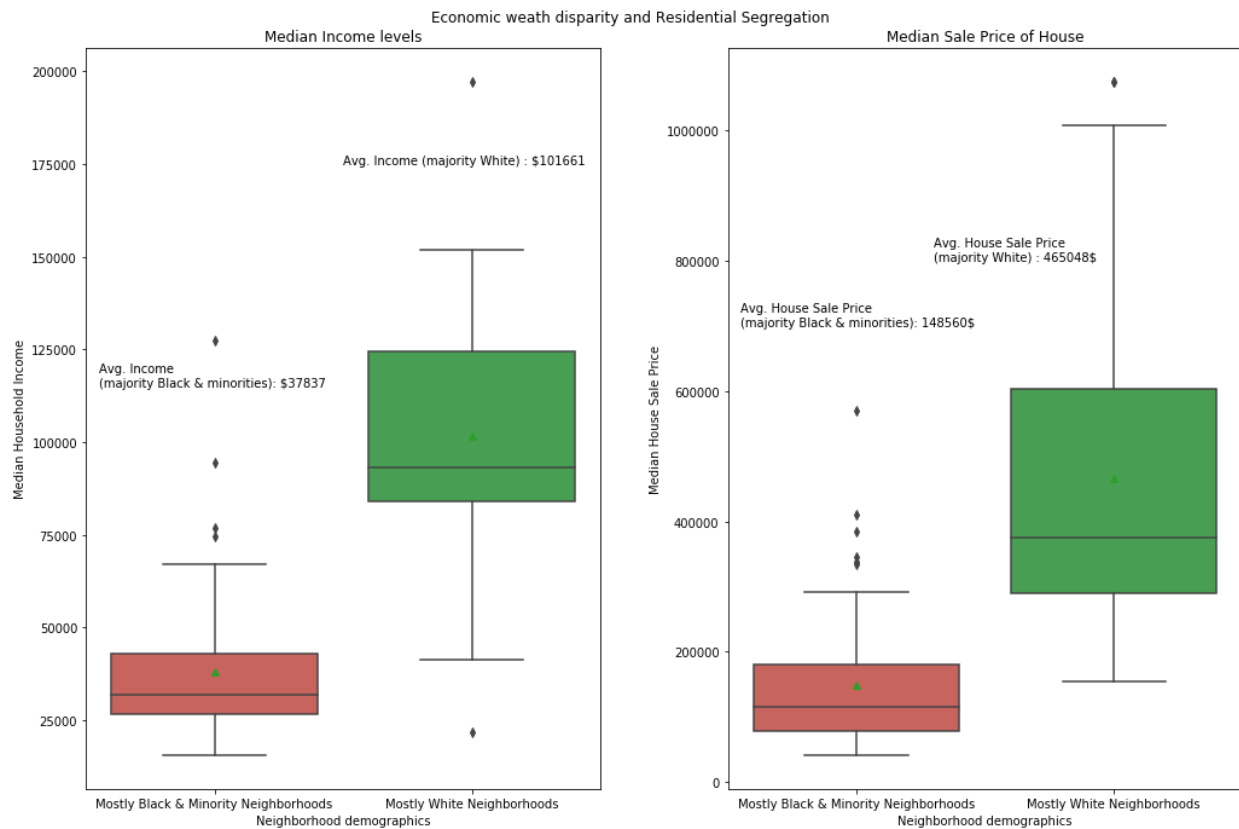 Economic weath disparity and Residential Segregation
Median Income levels
200000
175000
150000
125000
100000
75000
50000
25000
Median Household Income
Avg. Income (majority White) : $101661
Avg. Income
(majority Black & minorities): $37837
Mostly Black & Minority Neighborhoods
Mostly White Neighborhoods
Neighborhood demographics
Median Sale Price of House
1000000
800000
600000
400000
200000
0
Median House Sale Price
Avg. House Sale Price
(majority White) : 465048$
Avg. House Sale Price
(majority Black & minorities): 148560$
Mostly Black & Minority Neighborhoods
Mostly White Neighborhoods
Neighborhood demographics